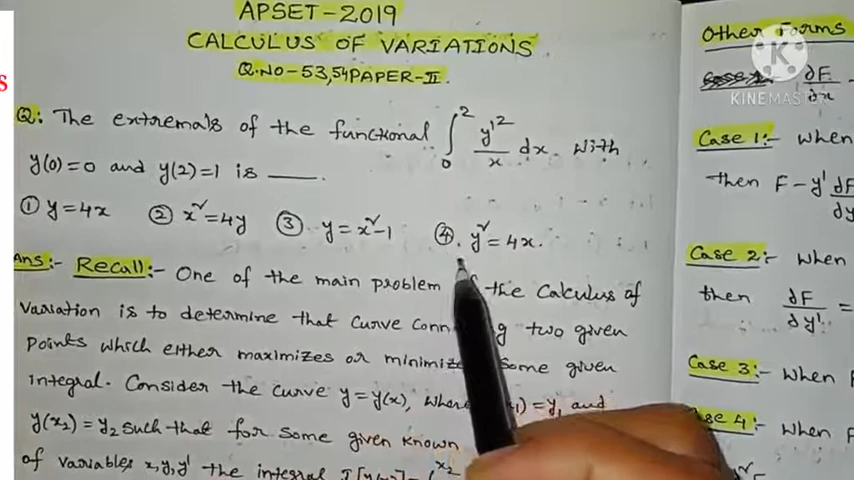 APSET-2019
CALCULUS OF VARIATIONS
Q.NO-53,54 PAPER-II.
Q: The extremals of the functional ∫₀² y'²/x dx with
y(0)=0 and y(2)=1 is ____.
① y=4x ② x²=4y ③ y=x²-1 ④. y²=4x.
Ans:- Recall:- One of the main problem of the Calculus of
variation is to determine that curve two given
points which either maximizes or minimizes some given
integral. Consider the curve y=y(x), where y(x₁)=y₁ and
y(x₂)=y₂ such that for some given known
of variables x,y,y' the integral
Other Forms
∂F/∂x -
Case 1:- When
then F-y'
Case 2:- When
then ∂F/∂y' =
Case 3:- When
Case 4:- When
K
KINEMASTER
s